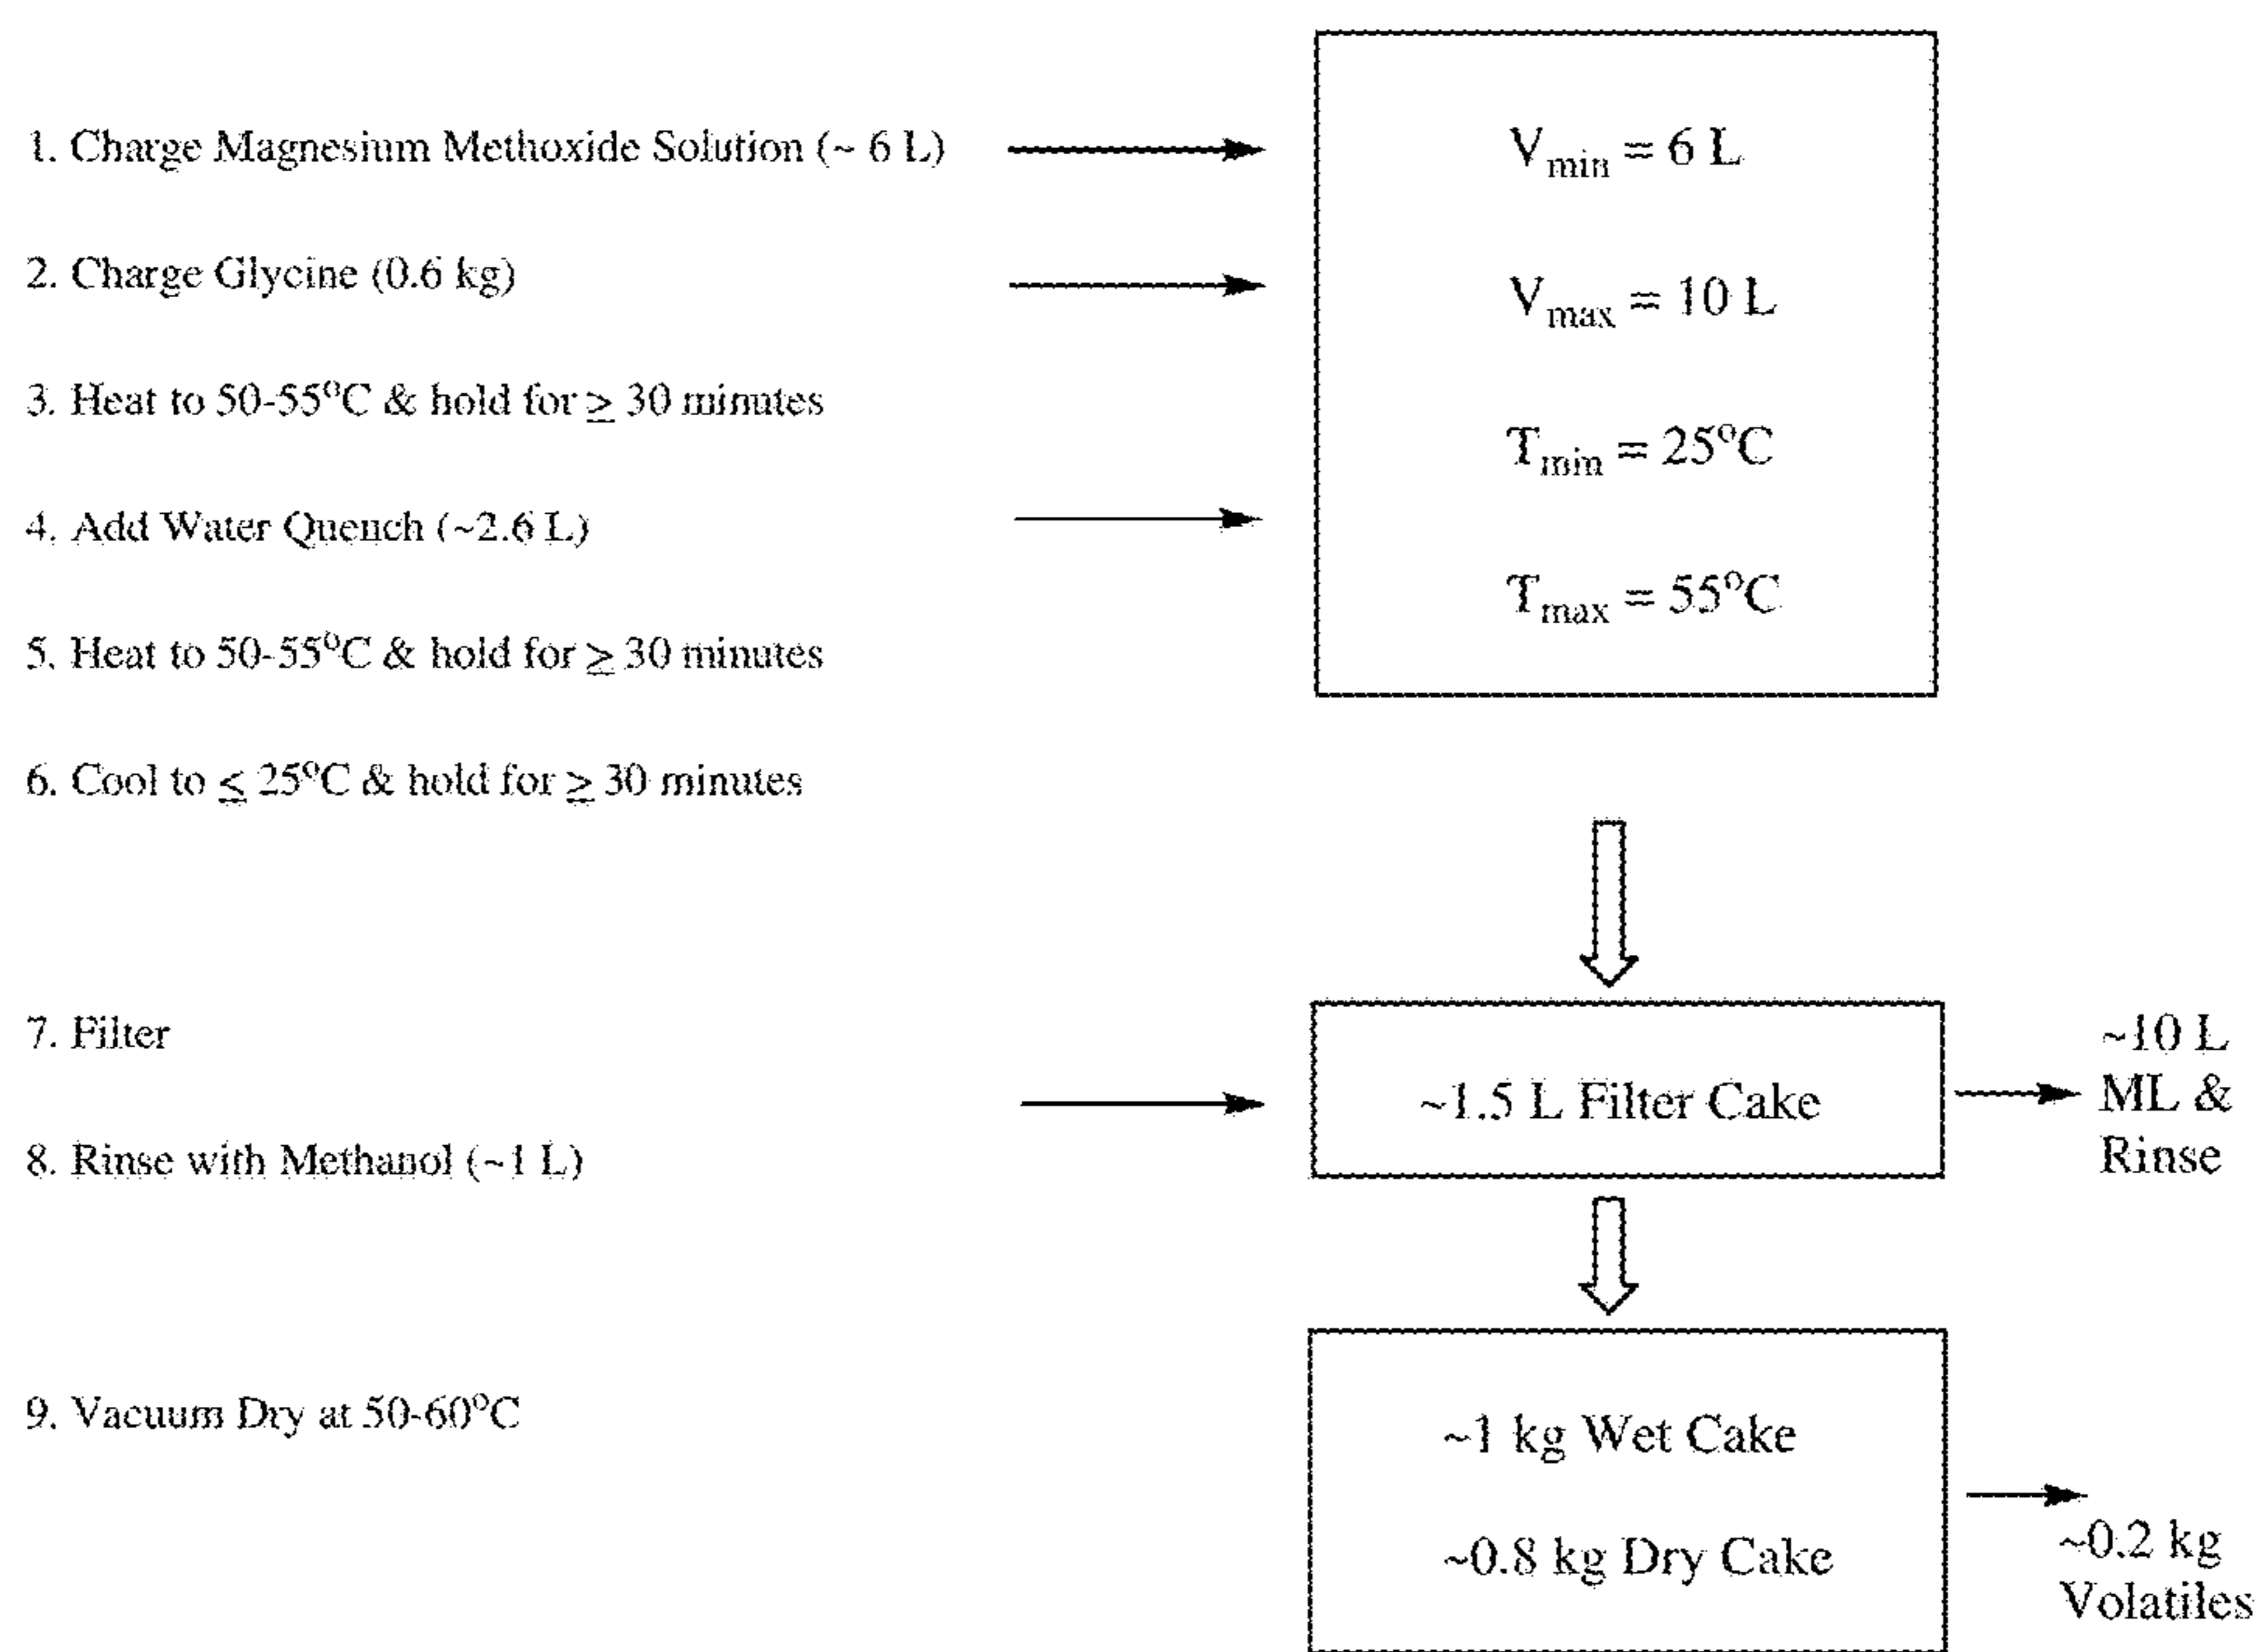 1. Charge Magnesium Methoxide Solution (~ 6 L)
2. Charge Glycine (0.6 kg)
3. Heat to 50-55°C & hold for ≥ 30 minutes
4. Add Water Quench (~2.6 L)
5. Heat to 50-55°C & hold for ≥ 30 minutes
6. Cool to ≤ 25°C & hold for ≥ 30 minutes
7. Filter
8. Rinse with Methanol (~1 L)
9. Vacuum Dry at 50-60°C
Vmin = 6 L
Vmax = 10 L
Tmin = 25°C
Tmax = 55°C
~1.5 L Filter Cake
~10 L
ML &
Rinse
~1 kg Wet Cake
~0.8 kg Dry Cake
~0.2 kg
Volatiles